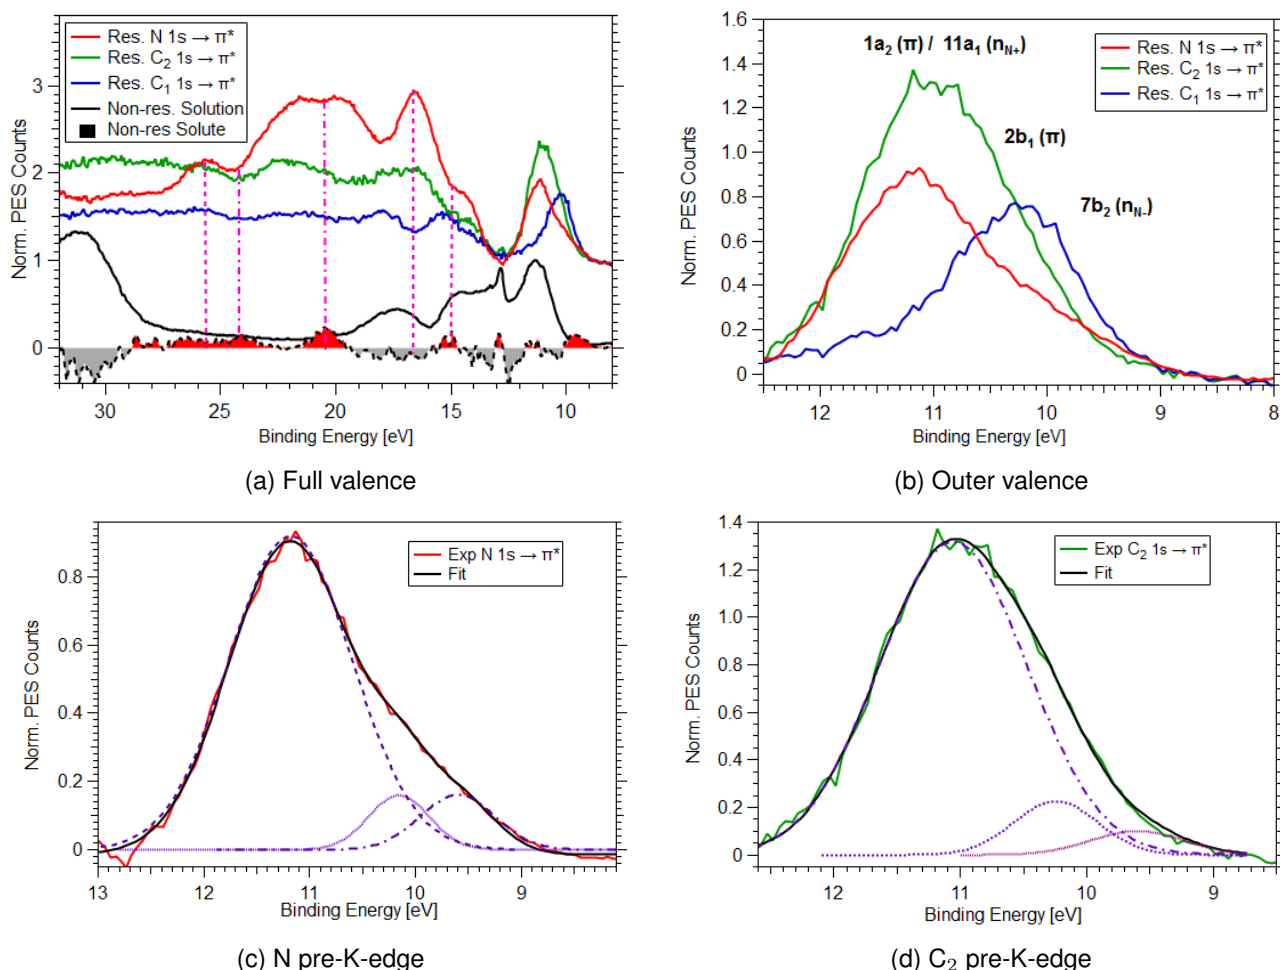 Res. N 1s → π*
Res. C₂ 1s → π*
Res. C₁ 1s → π*
Non-res. Solution
Non-res Solute
Norm. PES Counts
3
2
1
0
30
25
20
15
10
Binding Energy [eV]
(a) Full valence
1a₂ (π) / 11a₁ (n_N+)
2b₁ (π)
7b₂ (n_N-)
Res. N 1s → π*
Res. C₂ 1s → π*
Res. C₁ 1s → π*
Norm. PES Counts
1.6
1.4
1.2
1.0
0.8
0.6
0.4
0.2
0
12
11
10
9
8
Binding Energy [eV]
(b) Outer valence
Exp N 1s → π*
Fit
Norm. PES Counts
0.8
0.6
0.4
0.2
0
13
12
11
10
9
Binding Energy [eV]
(c) N pre-K-edge
Exp C₂ 1s → π*
Fit
Norm. PES Counts
1.4
1.2
1.0
0.8
0.6
0.4
0.2
0
12
11
10
9
Binding Energy [eV]
(d) C₂ pre-K-edge